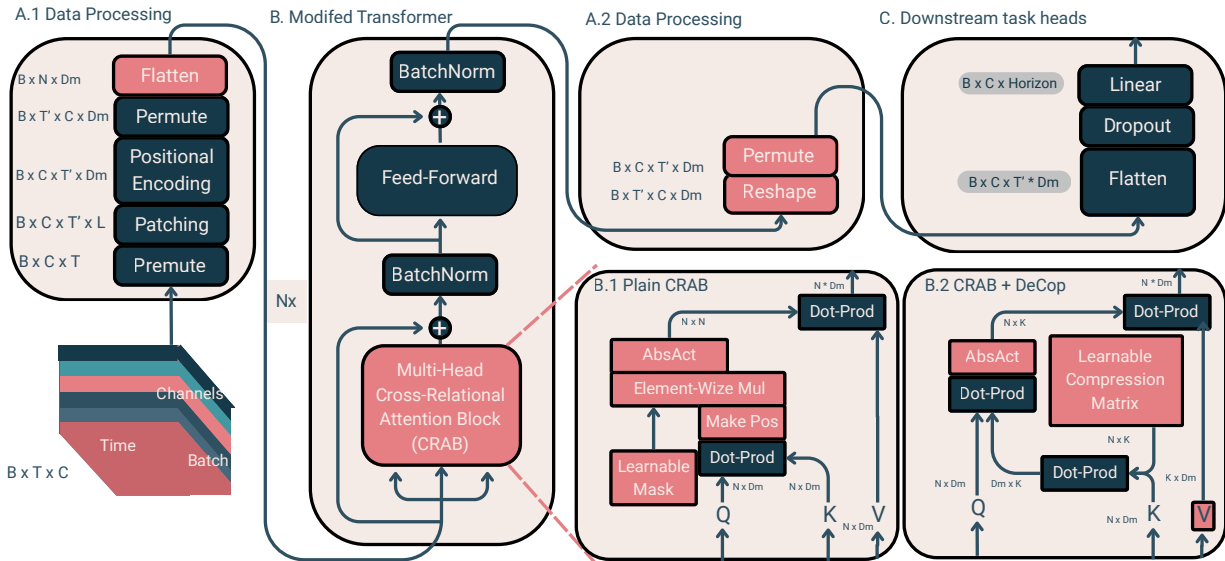 A.1 Data Processing
B x N x Dm
Flatten
B x T' x C x Dm
Permute
B x C x T' x Dm
Positional
Encoding
B x C x T' x L
Patching
B x C x T
Premute
Channels
Time
Batch
B x T x C
B. Modifed Transformer
BatchNorm
+
Feed-Forward
BatchNorm
Nx
+
Multi-Head
Cross-Relational
Attention Block
(CRAB)
A.2 Data Processing
B x C x T' x Dm
Permute
B x T' x C x Dm
Reshape
C. Downstream task heads
B x C x Horizon
Linear
Dropout
B x C x T' * Dm
Flatten
B.1 Plain CRAB
N * Dm
Dot-Prod
N x N
AbsAct
Element-Wize Mul
Make Pos
Learnable
Mask
Dot-Prod
N x Dm
N x Dm
Q
K
N x Dm
V
B.2 CRAB + DeCop
N * Dm
Dot-Prod
N x K
AbsAct
Dot-Prod
Learnable
Compression
Matrix
N x K
Dot-Prod
N x Dm
Dm x K
K x Dm
Q
N x Dm
K
V